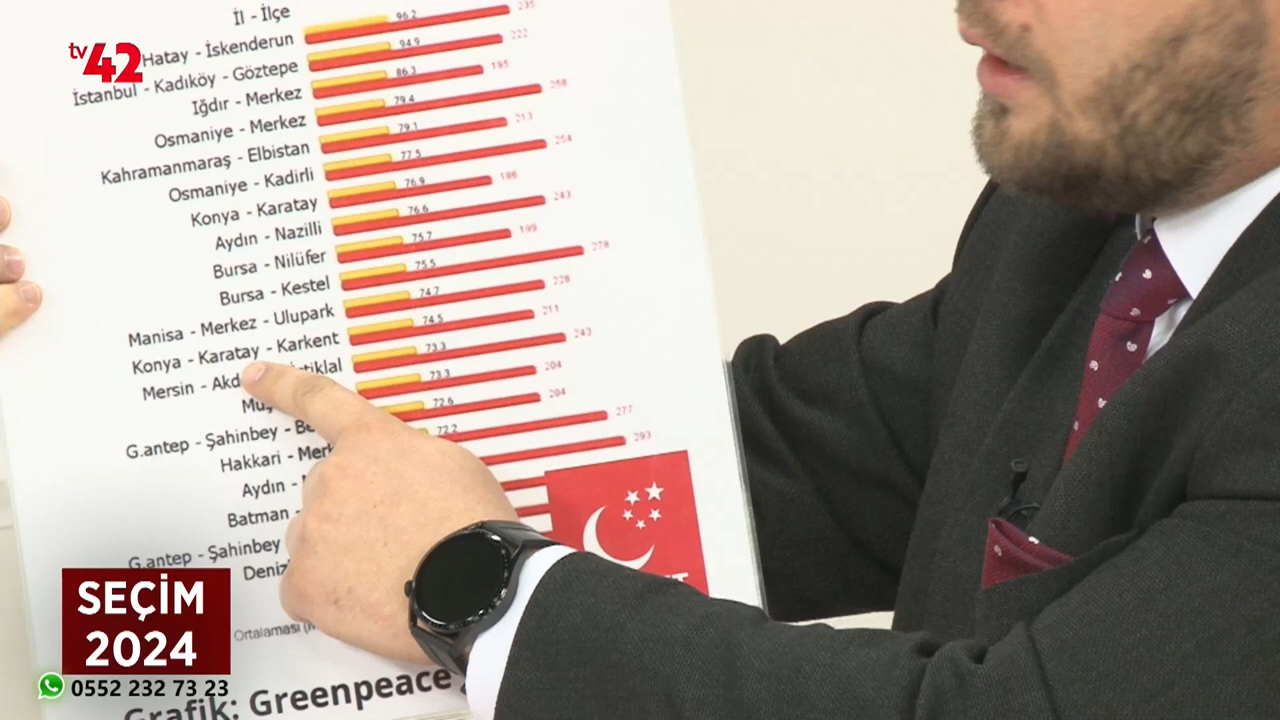 tv42
İl - İlçe
96.2 235
Hatay - İskenderun
94.9 222
İstanbul - Kadıköy - Göztepe
86.3 195
Iğdır - Merkez
79.4 258
Osmaniye - Merkez
79.1 213
Kahramanmaraş - Elbistan
77.5 254
Osmaniye - Kadirli
76.9 186
Konya - Karatay
76.6 243
Aydın - Nazilli
75.7 199
Bursa - Nilüfer
75.5 278
Bursa - Kestel
74.7 228
Manisa - Merkez - Ulupark
74.5 211
Konya - Karatay - Karkent
73.3 243
Mersin -
73.3 204
72.6 204
G.antep - Şahinbey -
72.2 277
Hakkari -
293
Aydın -
Batman -
G.antep - Şahinbey
Ortalaması
Grafik: Greenpeace
SEÇİM
2024
0552 232 73 23